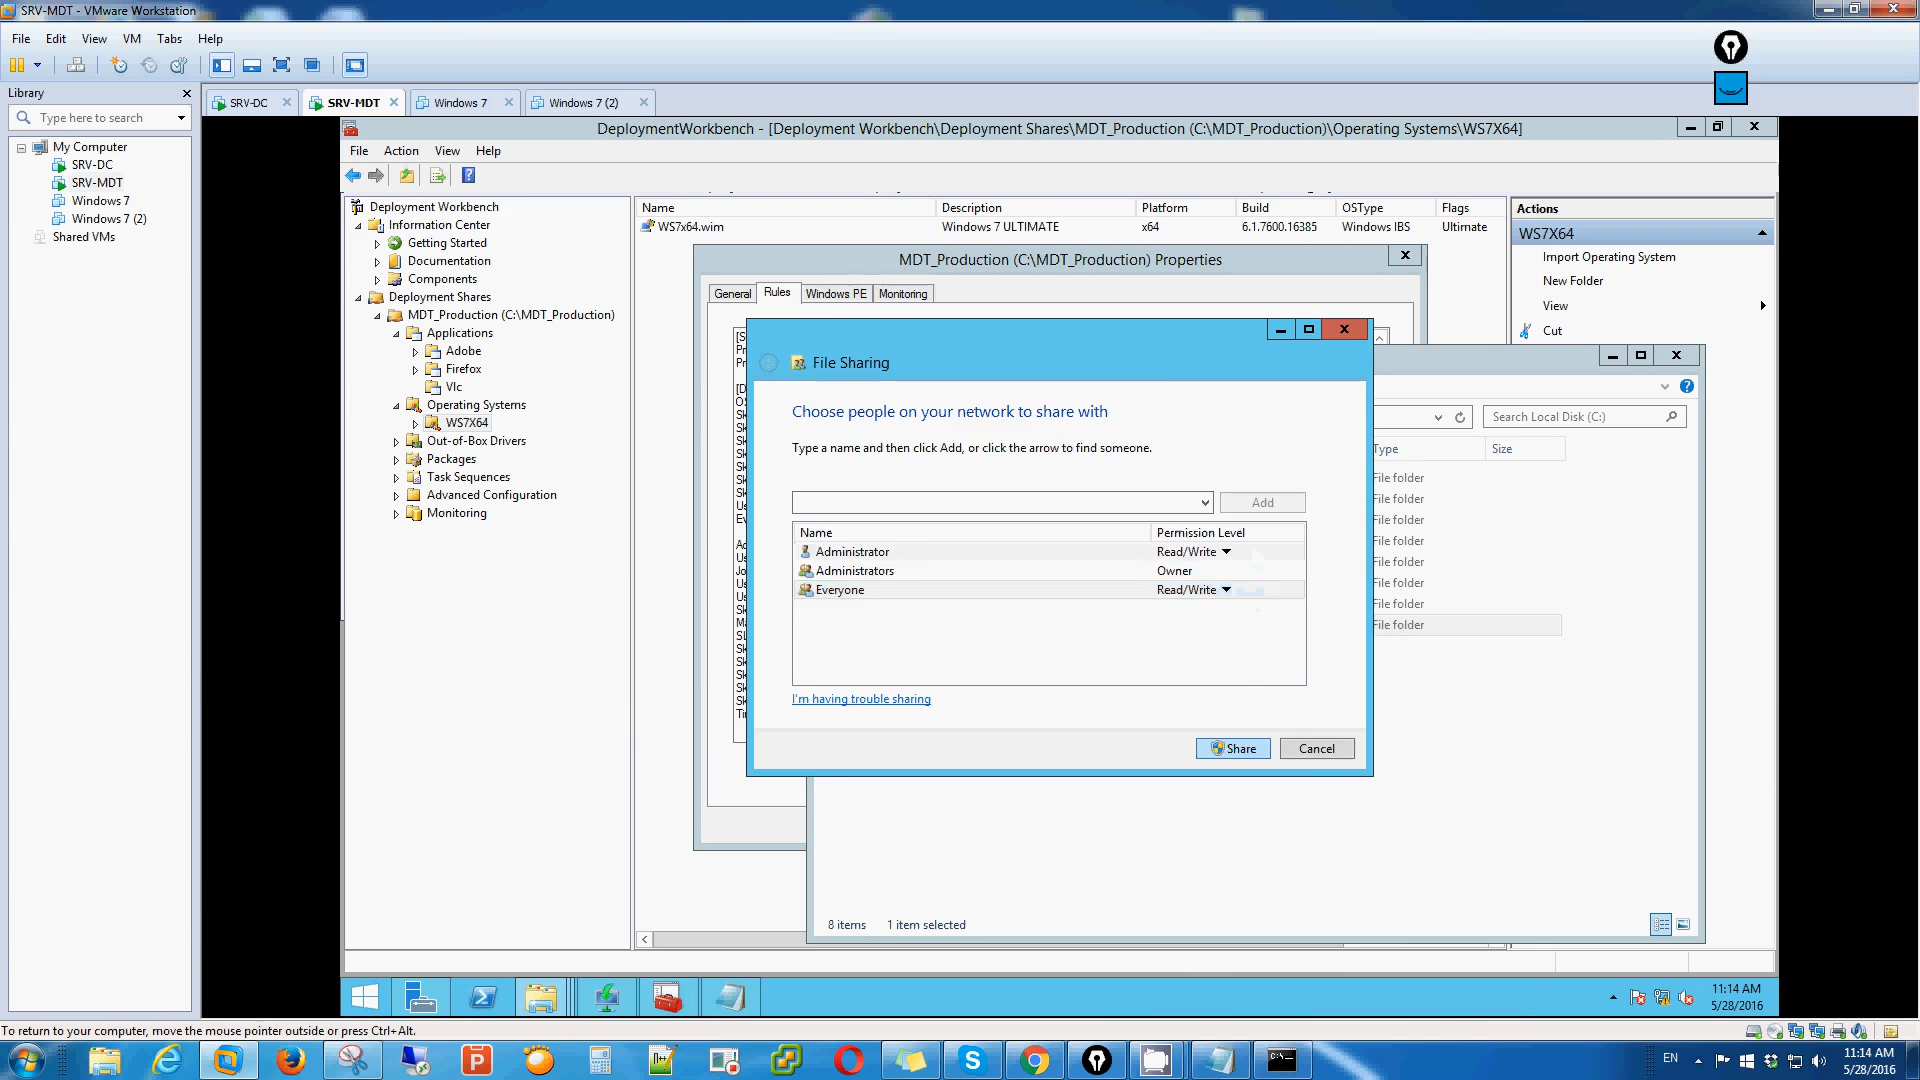 SRV-MDT - VMware Workstation
File Edit View VM Tabs Help
Library
Type here to search
My Computer
SRV-DC
SRV-MDT
Windows 7
Windows 7 (2)
Shared VMs
SRV-DC SRV-MDT Windows 7 Windows 7 (2)
DeploymentWorkbench - [Deployment Workbench\Deployment Shares\MDT_Production (C:\MDT_Production)\Operating Systems\WS7X64]
File Action View Help
Deployment Workbench
Information Center
Getting Started
Documentation
Components
Deployment Shares
MDT_Production (C:\MDT_Production)
Applications
Adobe
Firefox
Vlc
Operating Systems
WS7X64
Out-of-Box Drivers
Packages
Task Sequences
Advanced Configuration
Monitoring
Name Description Platform Build OSType Flags
WS7x64.wim Windows 7 ULTIMATE x64 6.1.7600.16385 Windows IBS Ultimate
Actions
WS7X64
Import Operating System
New Folder
View
Cut
MDT_Production (C:\MDT_Production) Properties
General Rules Windows PE Monitoring
File Sharing
Choose people on your network to share with
Type a name and then click Add, or click the arrow to find someone.
Add
Name Permission Level
Administrator Read/Write
Administrators Owner
Everyone Read/Write
I'm having trouble sharing
Share Cancel
Search Local Disk (C:)
Type Size
File folder
File folder
File folder
File folder
File folder
File folder
File folder
File folder
8 items 1 item selected
11:14 AM
5/28/2016
To return to your computer, move the mouse pointer outside or press Ctrl+Alt.
EN
11:14 AM
5/28/2016